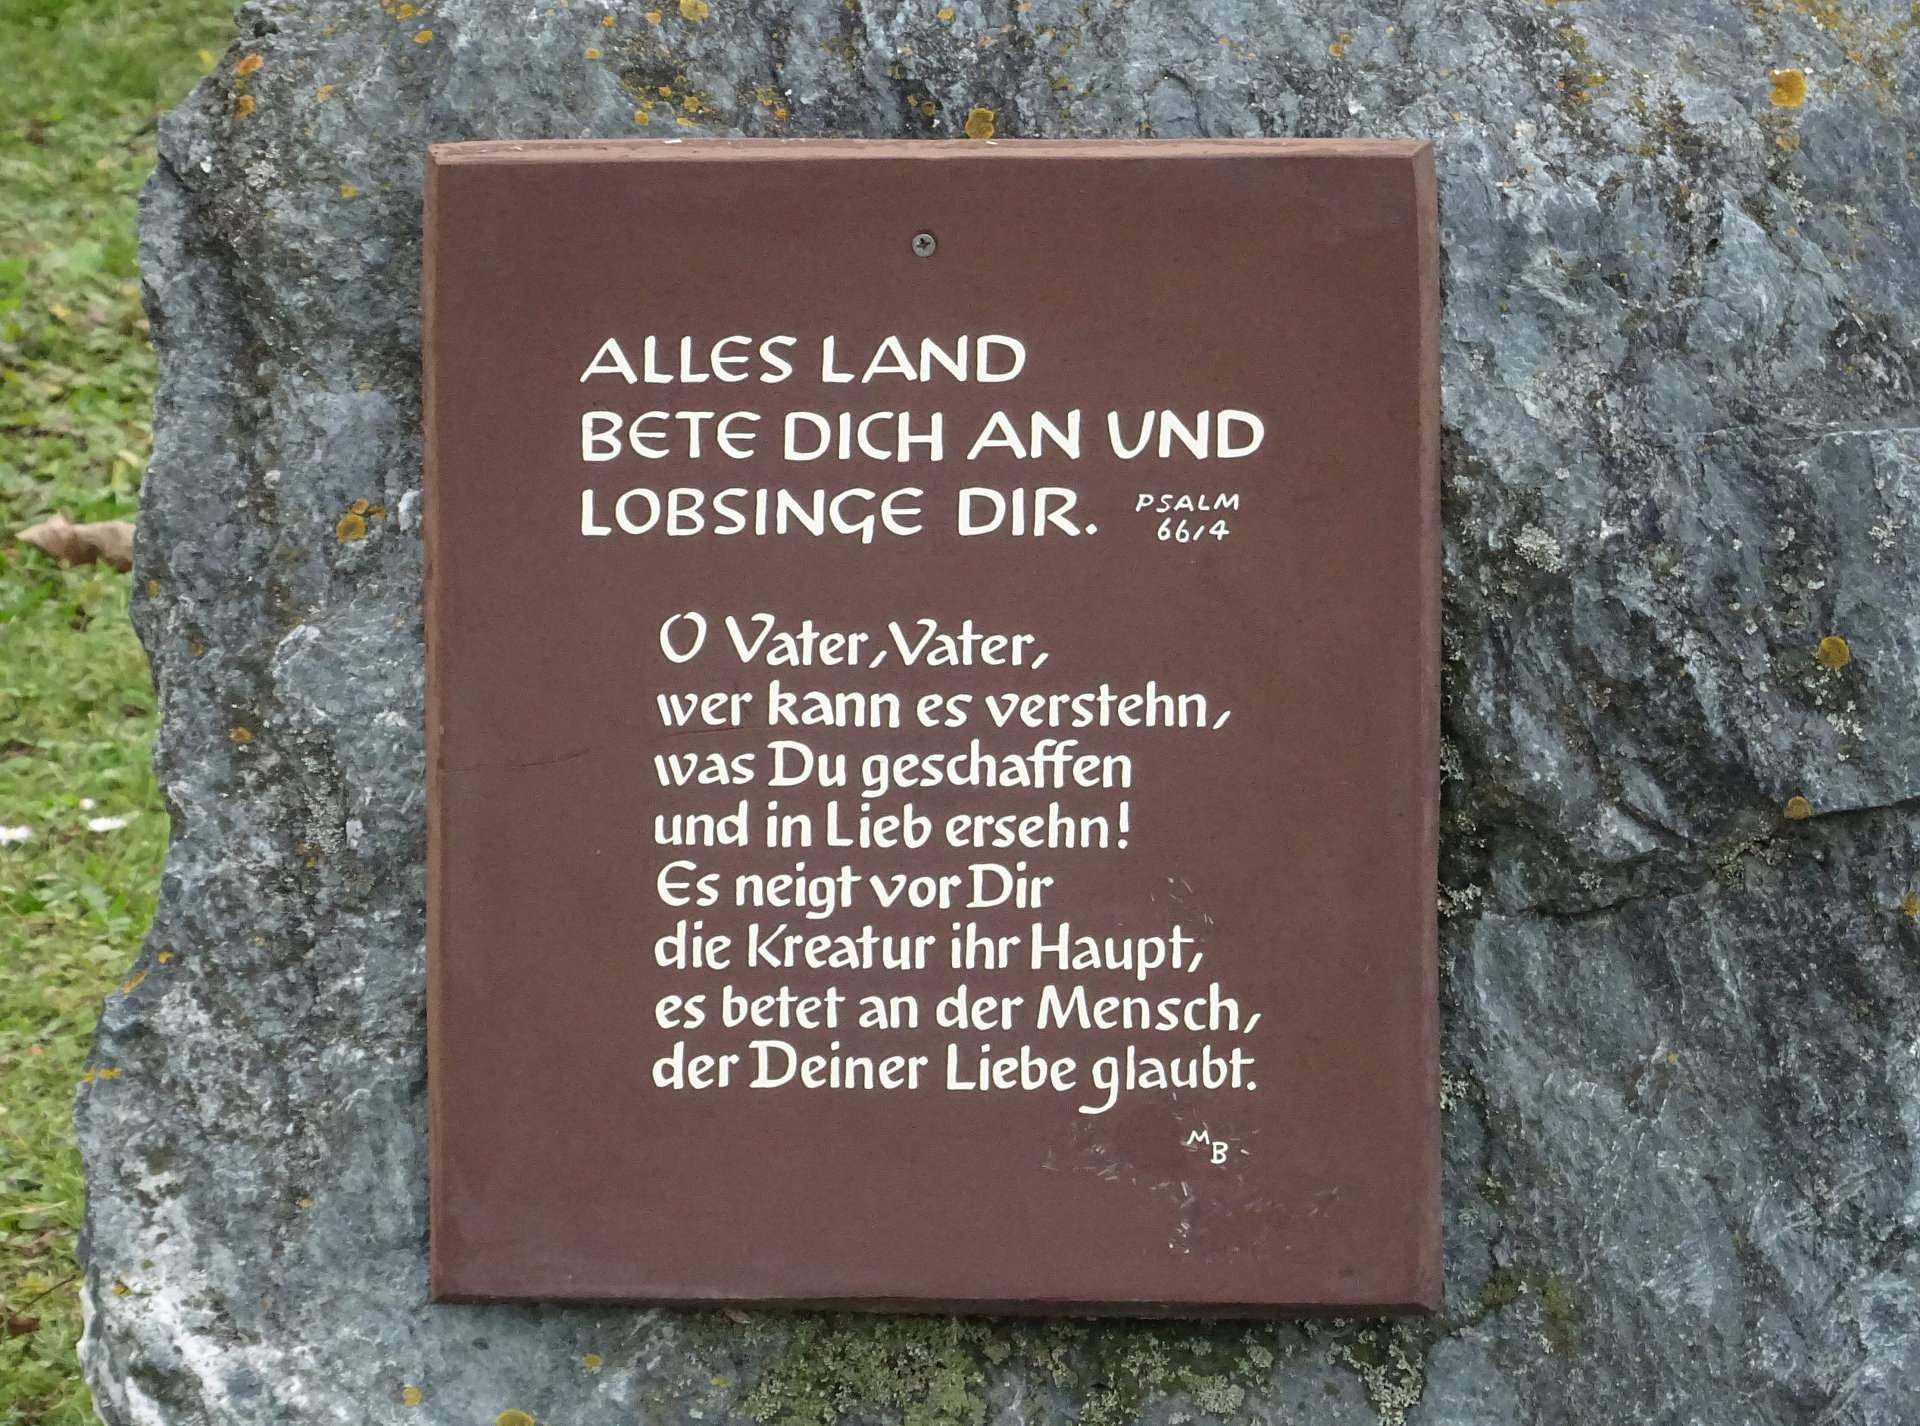 ALLES LAND
BETE DICH AN UND
LOBSINGE DIR. PSALM
66/4
O Vater, Vater,
wer kann es verstehn,
was Du geschaffen
und in Lieb ersehn!
Es neigt vor Dir
die Kreatur ihr Haupt,
es betet an der Mensch,
der Deiner Liebe glaubt.
MB